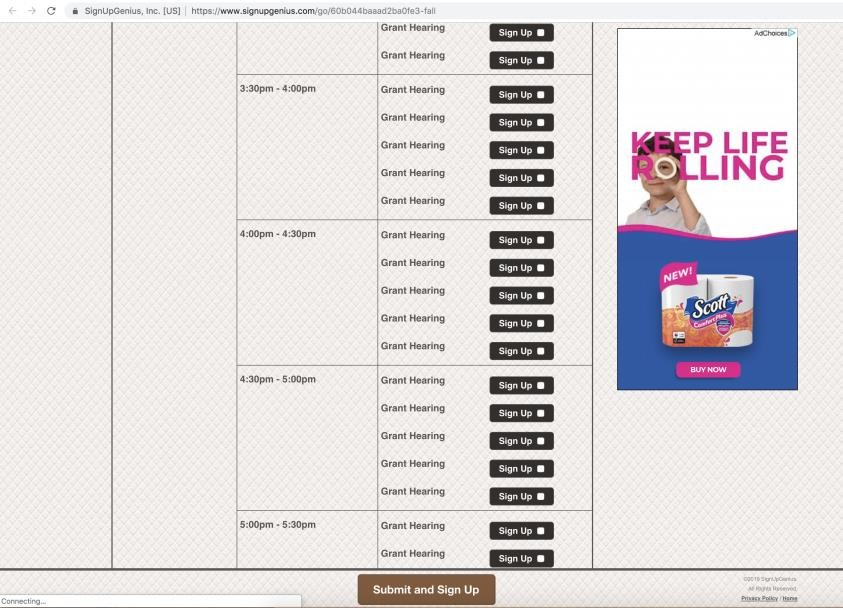 SignUpGenius, Inc. [US] | https://www.signupgenius.com/go/60b044baaad2ba0fe3-fall
Grant Hearing Sign Up
Grant Hearing Sign Up
3:30pm - 4:00pm Grant Hearing Sign Up
Grant Hearing Sign Up
Grant Hearing Sign Up
Grant Hearing Sign Up
Grant Hearing Sign Up
4:00pm - 4:30pm Grant Hearing Sign Up
Grant Hearing Sign Up
Grant Hearing Sign Up
Grant Hearing Sign Up
Grant Hearing Sign Up
4:30pm - 5:00pm Grant Hearing Sign Up
Grant Hearing Sign Up
Grant Hearing Sign Up
Grant Hearing Sign Up
Grant Hearing Sign Up
5:00pm - 5:30pm Grant Hearing Sign Up
Grant Hearing Sign Up
AdChoices
KEEP LIFE
ROLLING
NEW!
Scott
Comfort Plus
BUY NOW
Submit and Sign Up
©2019 SignUpGenius.
All Rights Reserved.
Privacy Policy / Home
Connecting...